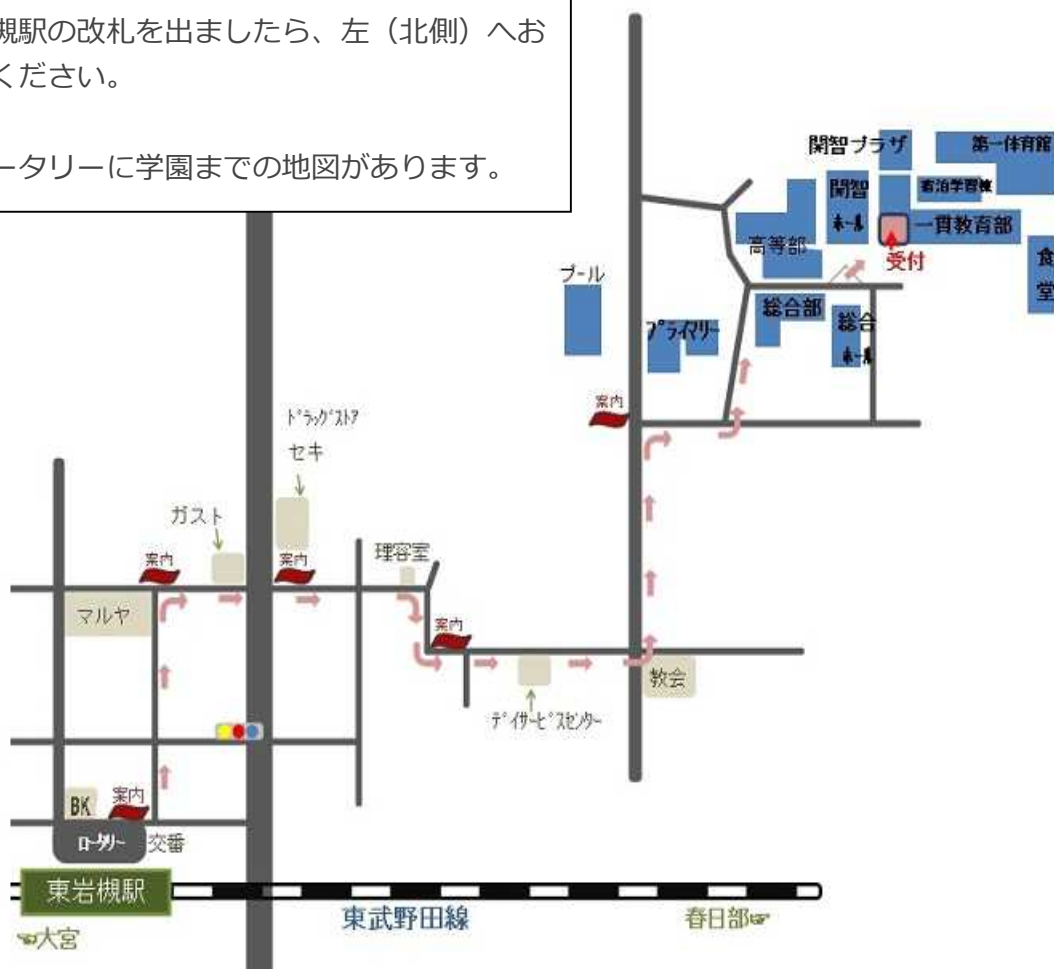 槻駅の改札を出ましたら、左（北側）へお
ください。
ータリーに学園までの地図があります。
開智プラザ
第一体育館
開智
ホール
宿泊学習棟
一貫教育部
高等部
受付
食
堂
プール
総合部
総合
ホール
プライマリー
案内
ドラッグストア
セキ
ガスト
案内
案内
理容室
マルヤ
案内
教会
デイサービスセンター
BK
案内
ロータリー
交番
東岩槻駅
東武野田線
春日部☞
☜大宮